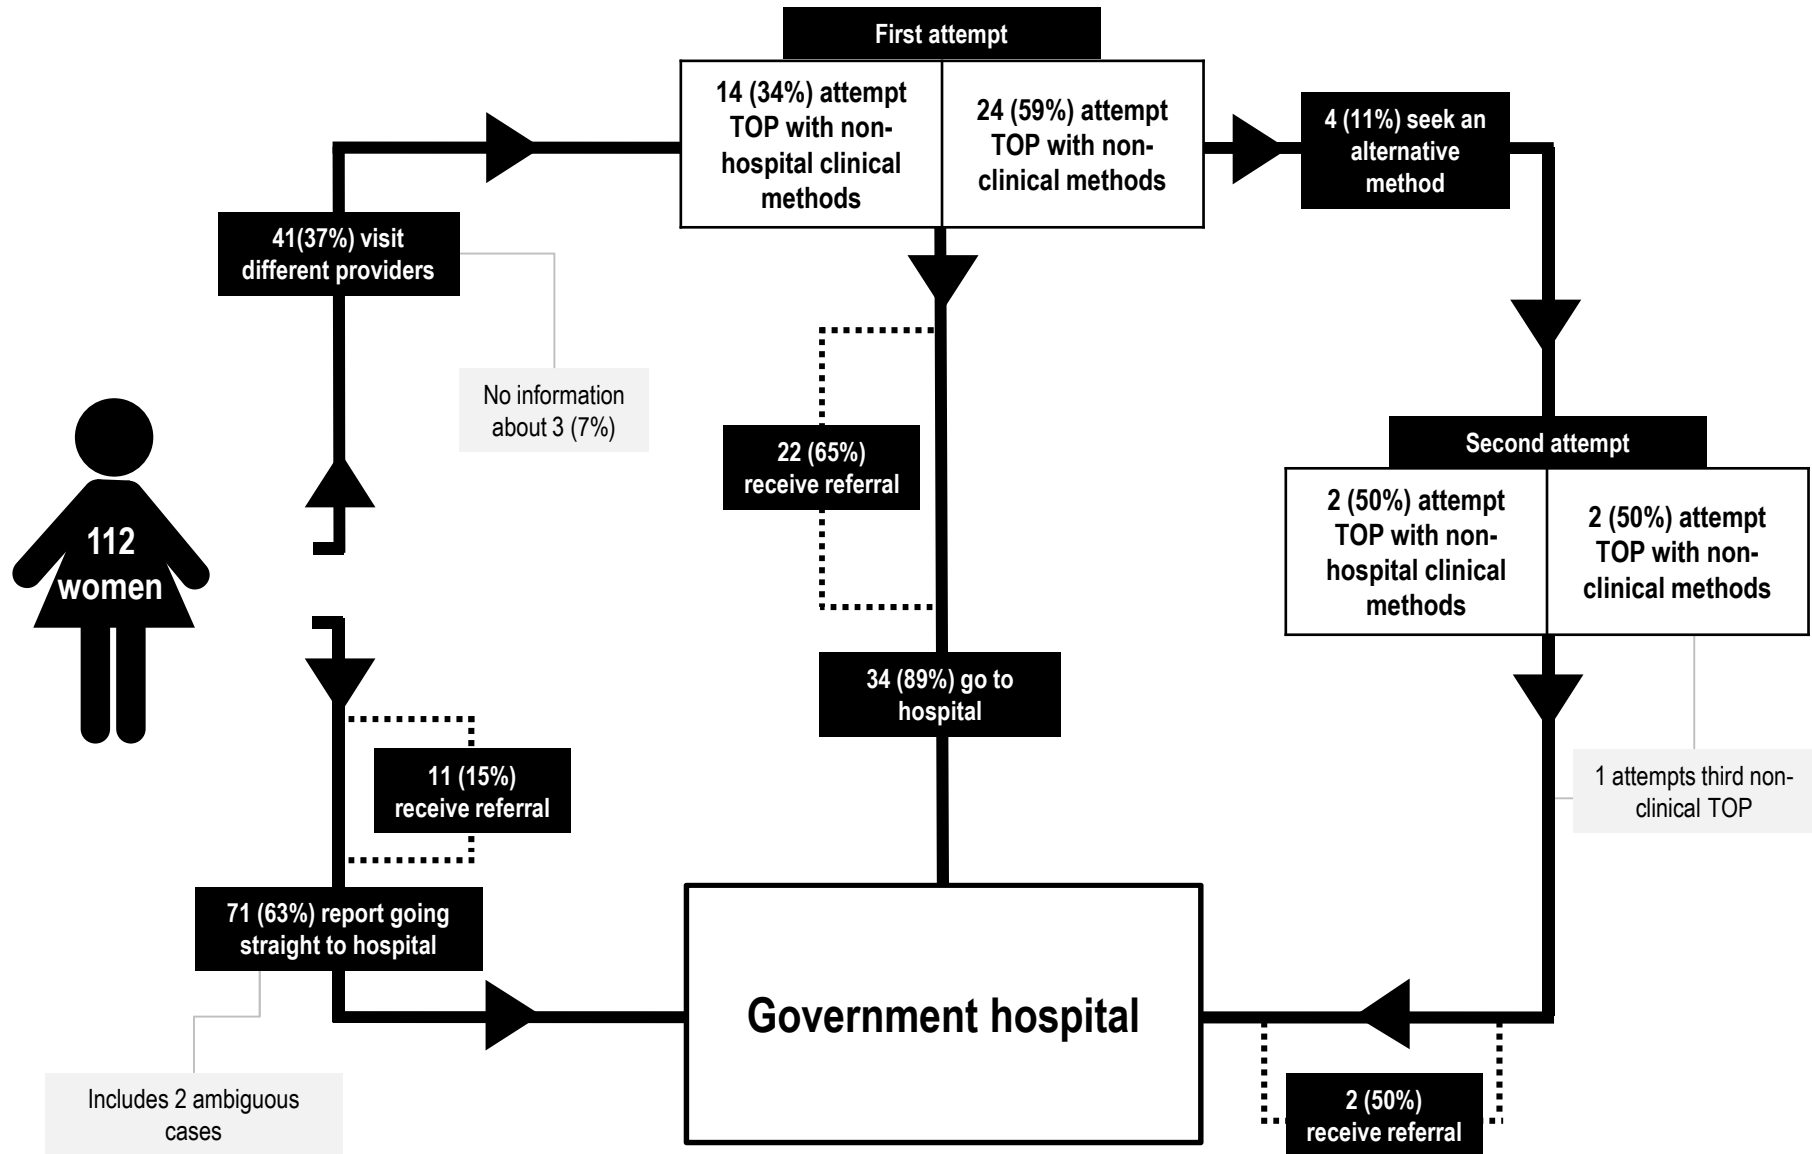 First attempt
14 (34%) attempt
TOP with non-
hospital clinical
methods
24 (59%) attempt
TOP with non-
clinical methods
4 (11%) seek an
alternative
method
41(37%) visit
different providers
No information
about 3 (7%)
22 (65%)
receive referral
Second attempt
2 (50%) attempt
TOP with non-
hospital clinical
methods
2 (50%) attempt
TOP with non-
clinical methods
112
women
34 (89%) go to
hospital
11 (15%)
receive referral
1 attempts third non-
clinical TOP
71 (63%) report going
straight to hospital
Government hospital
Includes 2 ambiguous
cases
2 (50%)
receive referral